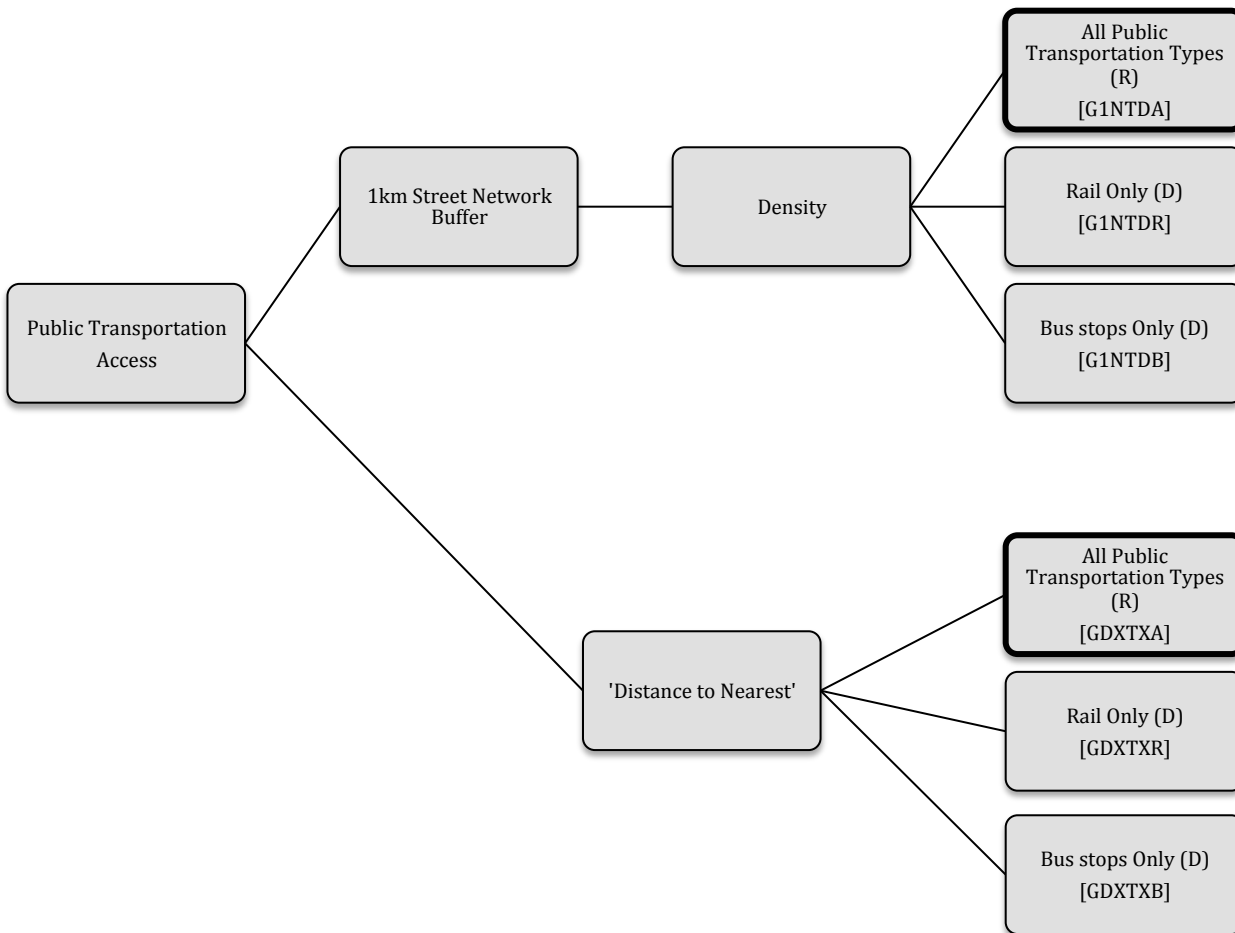 All Public
Transportation Types
(R)
[G1NTDA]
1km Street Network
Buffer
Density
Rail Only (D)
[G1NTDR]
Public Transportation
Access
Bus stops Only (D)
[G1NTDB]
All Public
Transportation Types
(R)
[GDXTXA]
'Distance to Nearest'
Rail Only (D)
[GDXTXR]
Bus stops Only (D)
[GDXTXB]